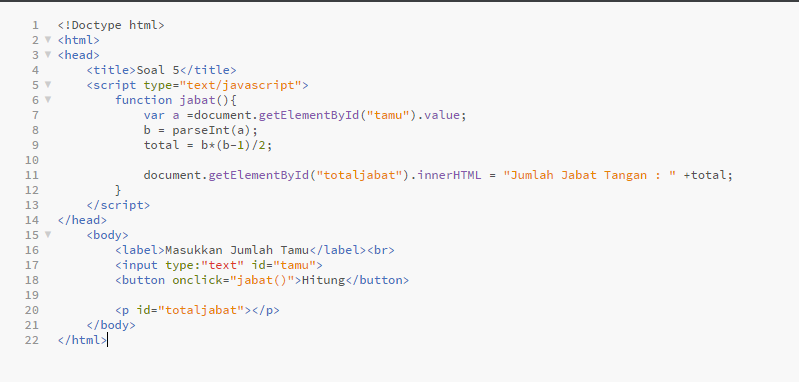 1 <!Doctype html>
2 <html>
3 <head>
4     <title>Soal 5</title>
5     <script type="text/javascript">
6         function jabat(){
7             var a =document.getElementById("tamu").value;
8             b = parseInt(a);
9             total = b*(b-1)/2;
10
11             document.getElementById("totaljabat").innerHTML = "Jumlah Jabat Tangan : " +total;
12         }
13     </script>
14 </head>
15     <body>
16         <label>Masukkan Jumlah Tamu</label><br>
17         <input type:"text" id="tamu">
18         <button onclick="jabat()">Hitung</button>
19
20         <p id="totaljabat"></p>
21     </body>
22 </html>